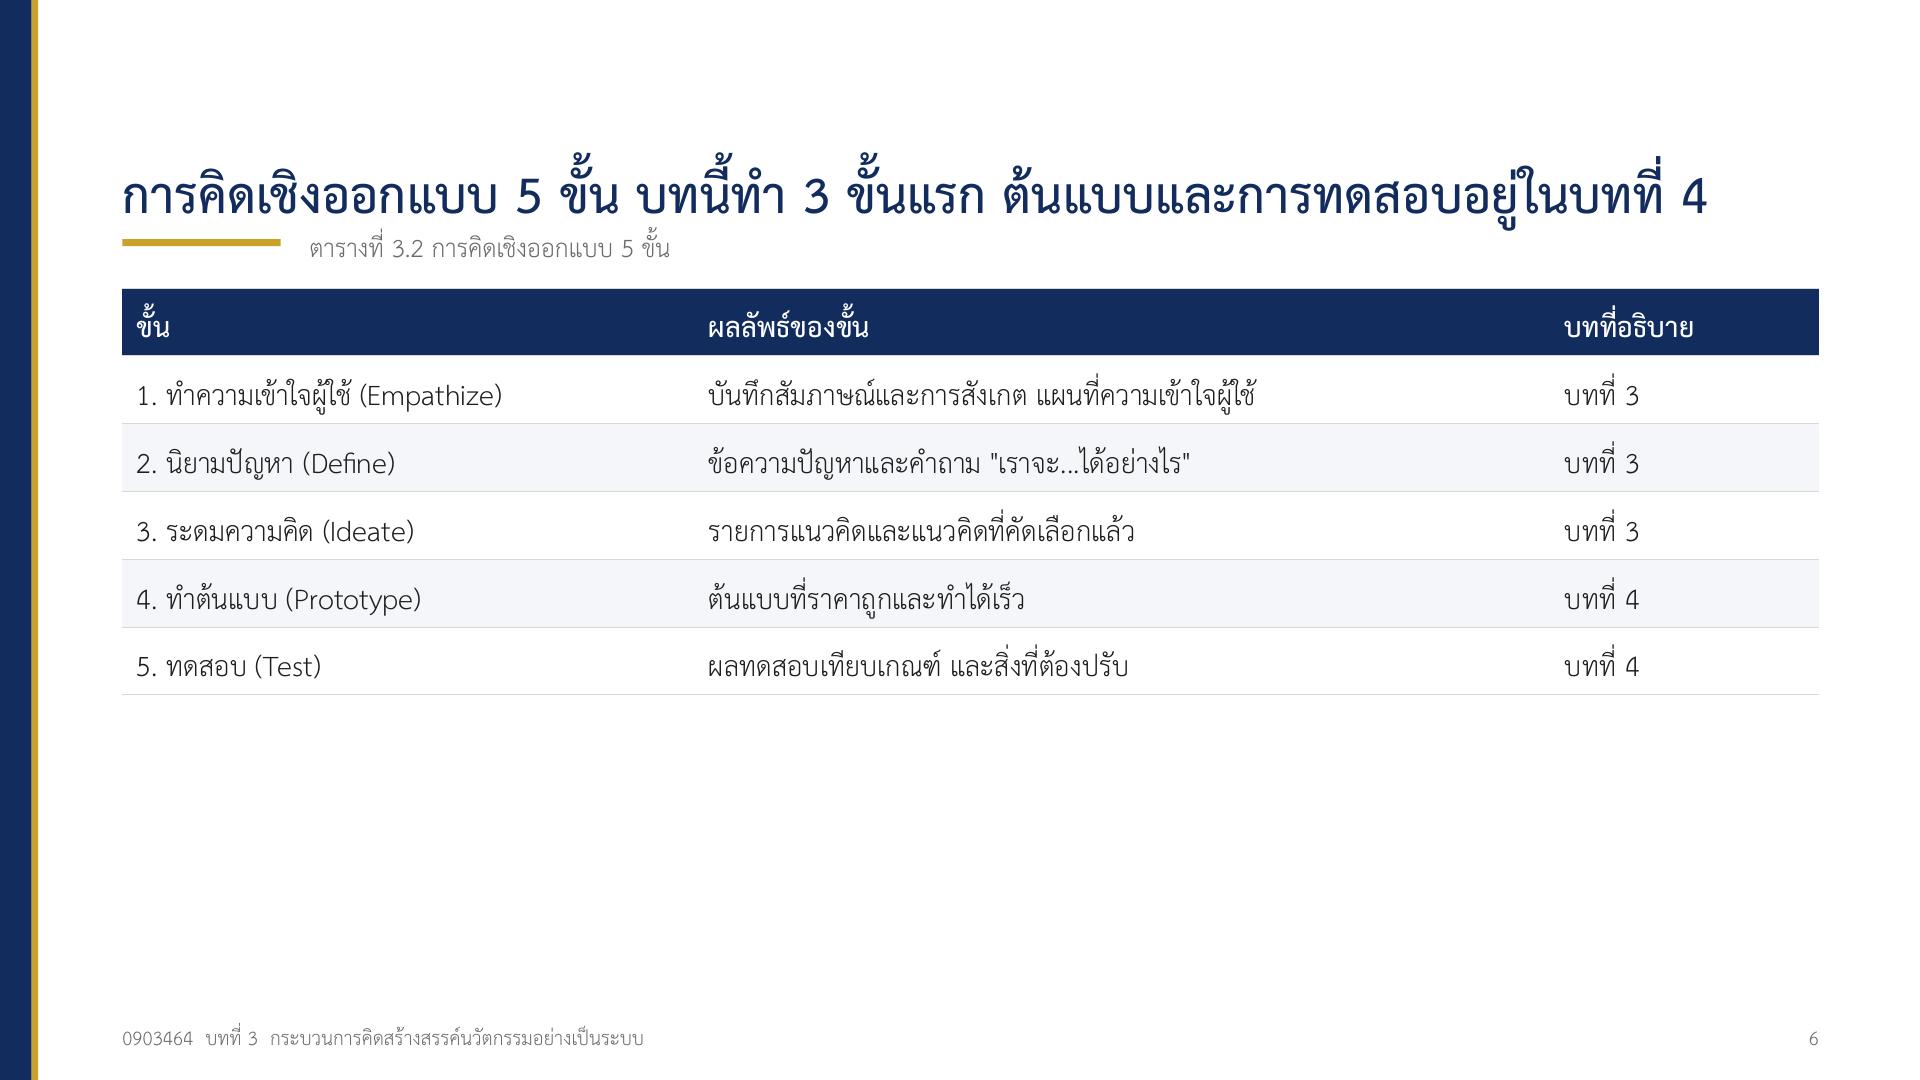 การคิดเชิงออกแบบ 5 ขั้น บทนี้ทำ 3 ขั้นแรก ต้นแบบและการทดสอบอยู่ในบทที่ 4
ตารางที่ 3.2 การคิดเชิงออกแบบ 5 ขั้น
ขั้น ผลลัพธ์ของขั้น บทที่อธิบาย
1. ทำความเข้าใจผู้ใช้ (Empathize) บันทึกสัมภาษณ์และการสังเกต แผนที่ความเข้าใจผู้ใช้ บทที่ 3
2. นิยามปัญหา (Define) ข้อความปัญหาและคำถาม "เราจะ...ได้อย่างไร" บทที่ 3
3. ระดมความคิด (Ideate) รายการแนวคิดและแนวคิดที่คัดเลือกแล้ว บทที่ 3
4. ทำต้นแบบ (Prototype) ต้นแบบที่ราคาถูกและทำได้เร็ว บทที่ 4
5. ทดสอบ (Test) ผลทดสอบเทียบเกณฑ์ และสิ่งที่ต้องปรับ บทที่ 4
0903464 บทที่ 3 กระบวนการคิดสร้างสรรค์นวัตกรรมอย่างเป็นระบบ 6